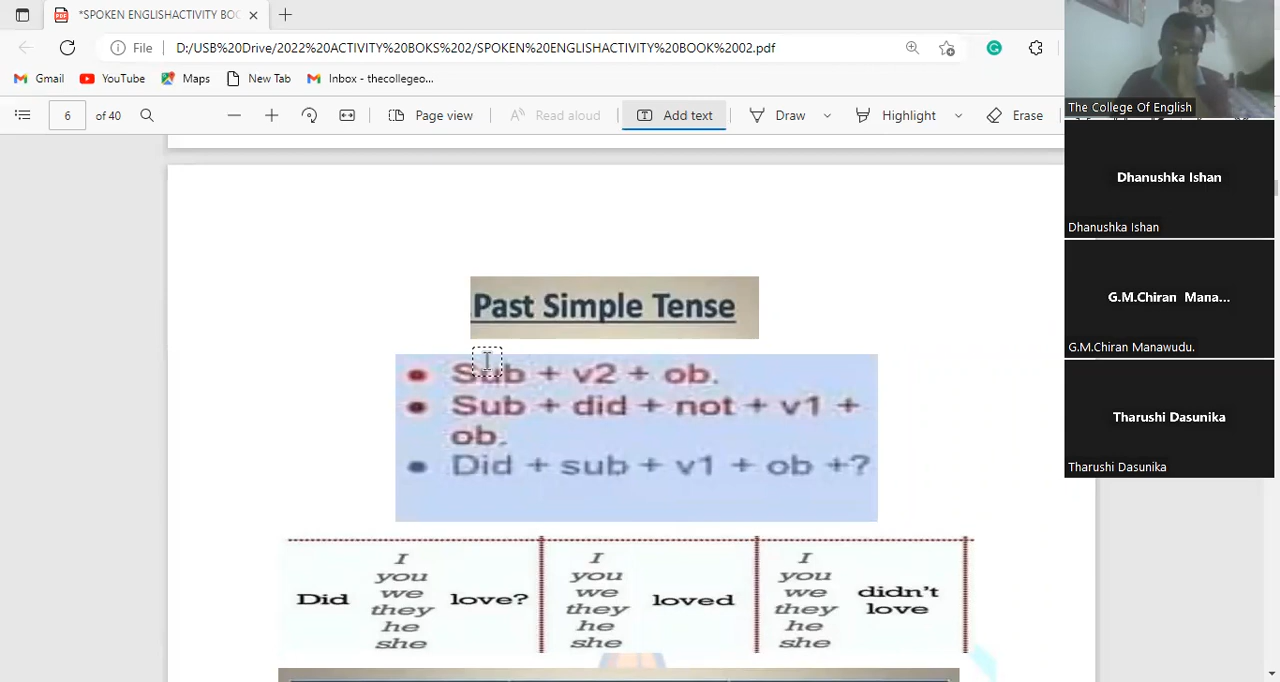 *SPOKEN ENGLISHACTIVITY BOO
File D:/USB%20Drive/2022%20ACTIVITY%20BOKS%202/SPOKEN%20ENGLISHACTIVITY%20BOOK%2002.pdf
Gmail YouTube Maps New Tab Inbox - thecollegeo...
6 of 40 Page view Read aloud Add text Draw Highlight Erase
Past Simple Tense
Sub + v2 + ob.
Sub + did + not + v1 +
ob.
Did + sub + v1 + ob +?
Did I you we they he she love?
I you we they he she loved
I you we they he she didn't love
The College Of English
Dhanushka Ishan
Dhanushka Ishan
G.M.Chiran Mana...
G.M.Chiran Manawudu.
Tharushi Dasunika
Tharushi Dasunika